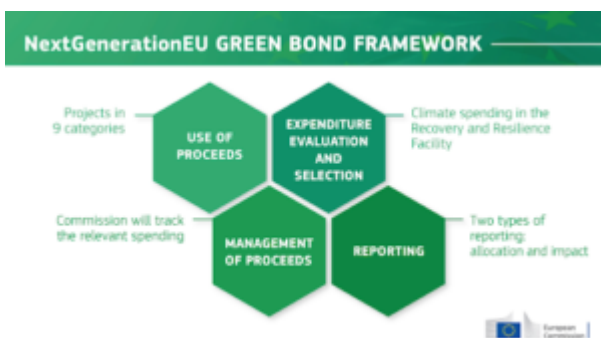 NextGenerationEU GREEN BOND FRAMEWORK
Projects in
9 categories
USE OF
PROCEEDS
EXPENDITURE
EVALUATION
AND
SELECTION
Climate spending in the
Recovery and Resilience
Facility
Commission will track
the relevant spending
MANAGEMENT
OF PROCEEDS
REPORTING
Two types of
reporting:
allocation and impact
European
Commission